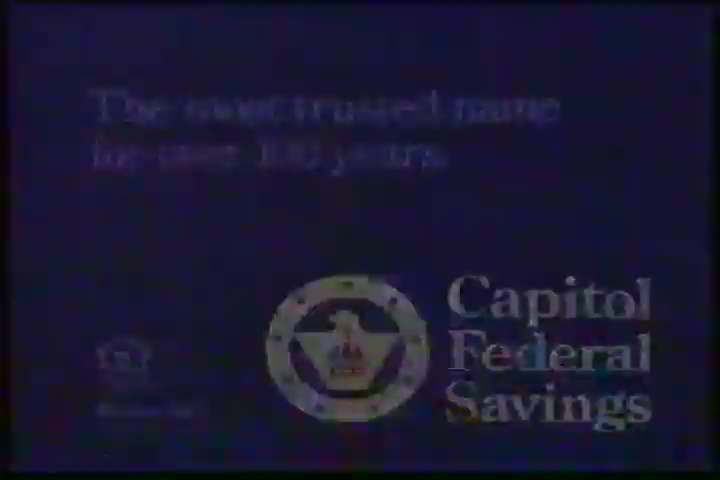 The most trusted name
for over 100 years.
Capitol
Federal
Savings